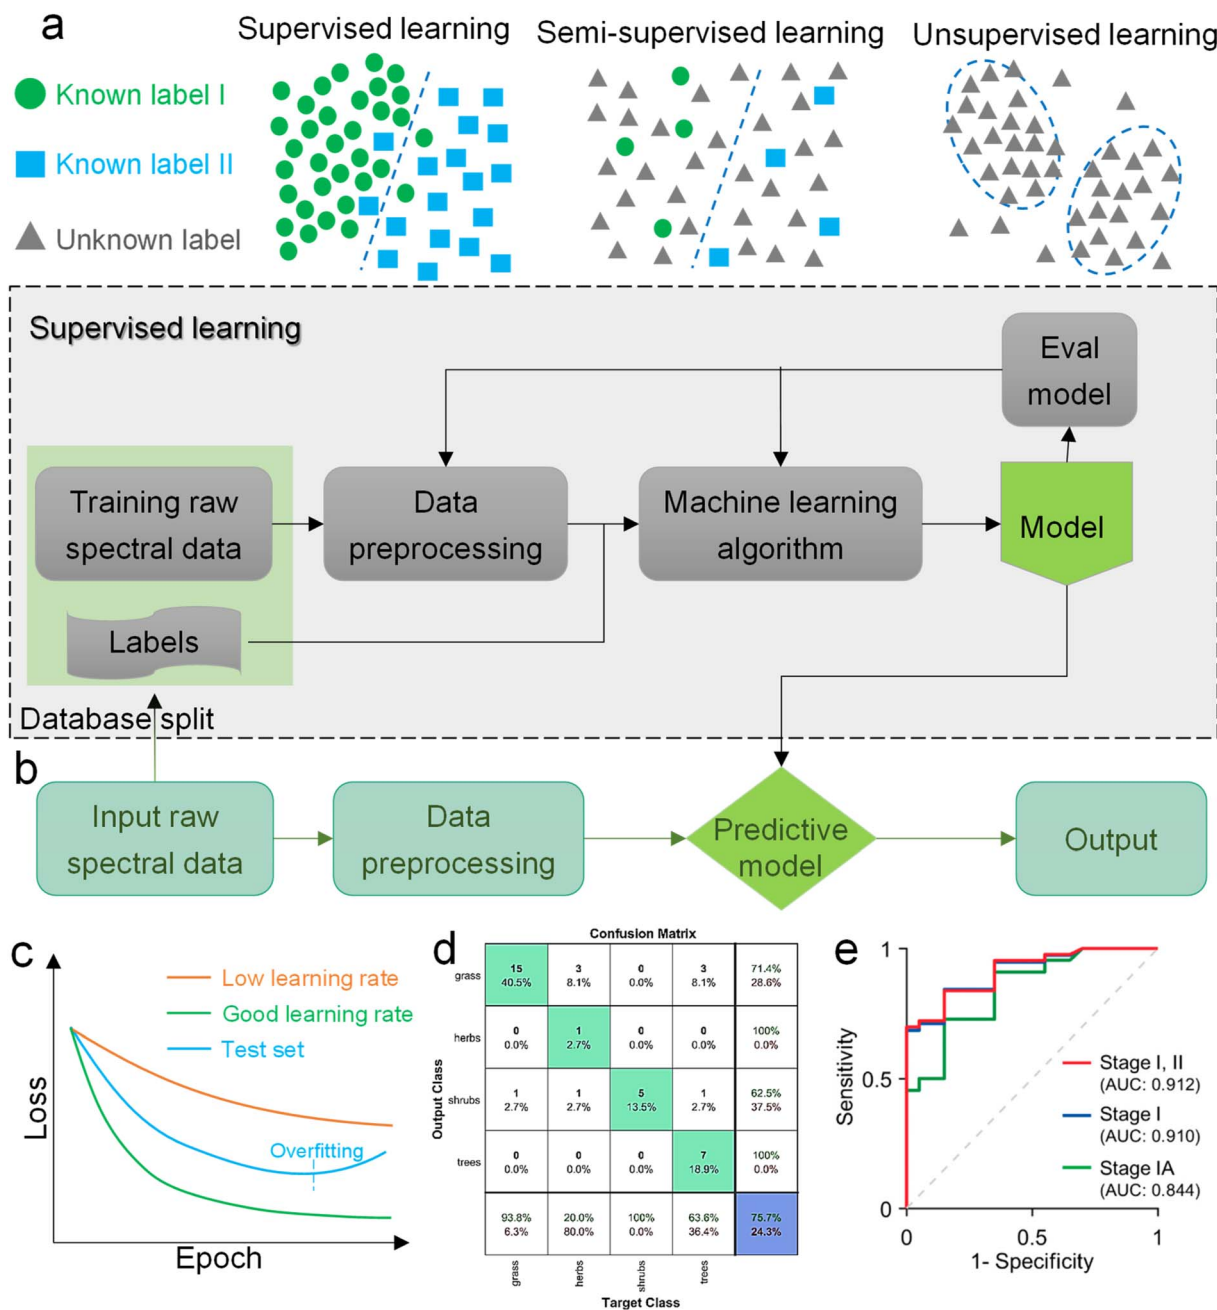 a
Supervised learning
Semi-supervised learning
Unsupervised learning
Known label I
Known label II
Unknown label
Supervised learning
Eval
model
Training raw
spectral data
Data
preprocessing
Machine learning
algorithm
Model
Labels
Database split
b
Input raw
spectral data
Data
preprocessing
Predictive
model
Output
c
Low learning rate
Good learning rate
Test set
Overfitting
Loss
Epoch
d
Confusion Matrix
grass
15 3 0 3 71.4%
40.5% 8.1% 0.0% 8.1% 28.6%
herbs
0 1 0 0 100%
0.0% 2.7% 0.0% 0.0% 0.0%
shrubs
1 1 5 1 62.5%
2.7% 2.7% 13.5% 2.7% 37.5%
trees
0 0 0 7 100%
0.0% 0.0% 0.0% 18.9% 0.0%
93.8% 20.0% 100% 63.6% 75.7%
6.3% 80.0% 0.0% 36.4% 24.3%
grass herbs shrubs trees
Output Class
Target Class
e
1
0.5
0
Sensitivity
Stage I, II
(AUC: 0.912)
Stage I
(AUC: 0.910)
Stage IA
(AUC: 0.844)
0 0.5 1
1- Specificity